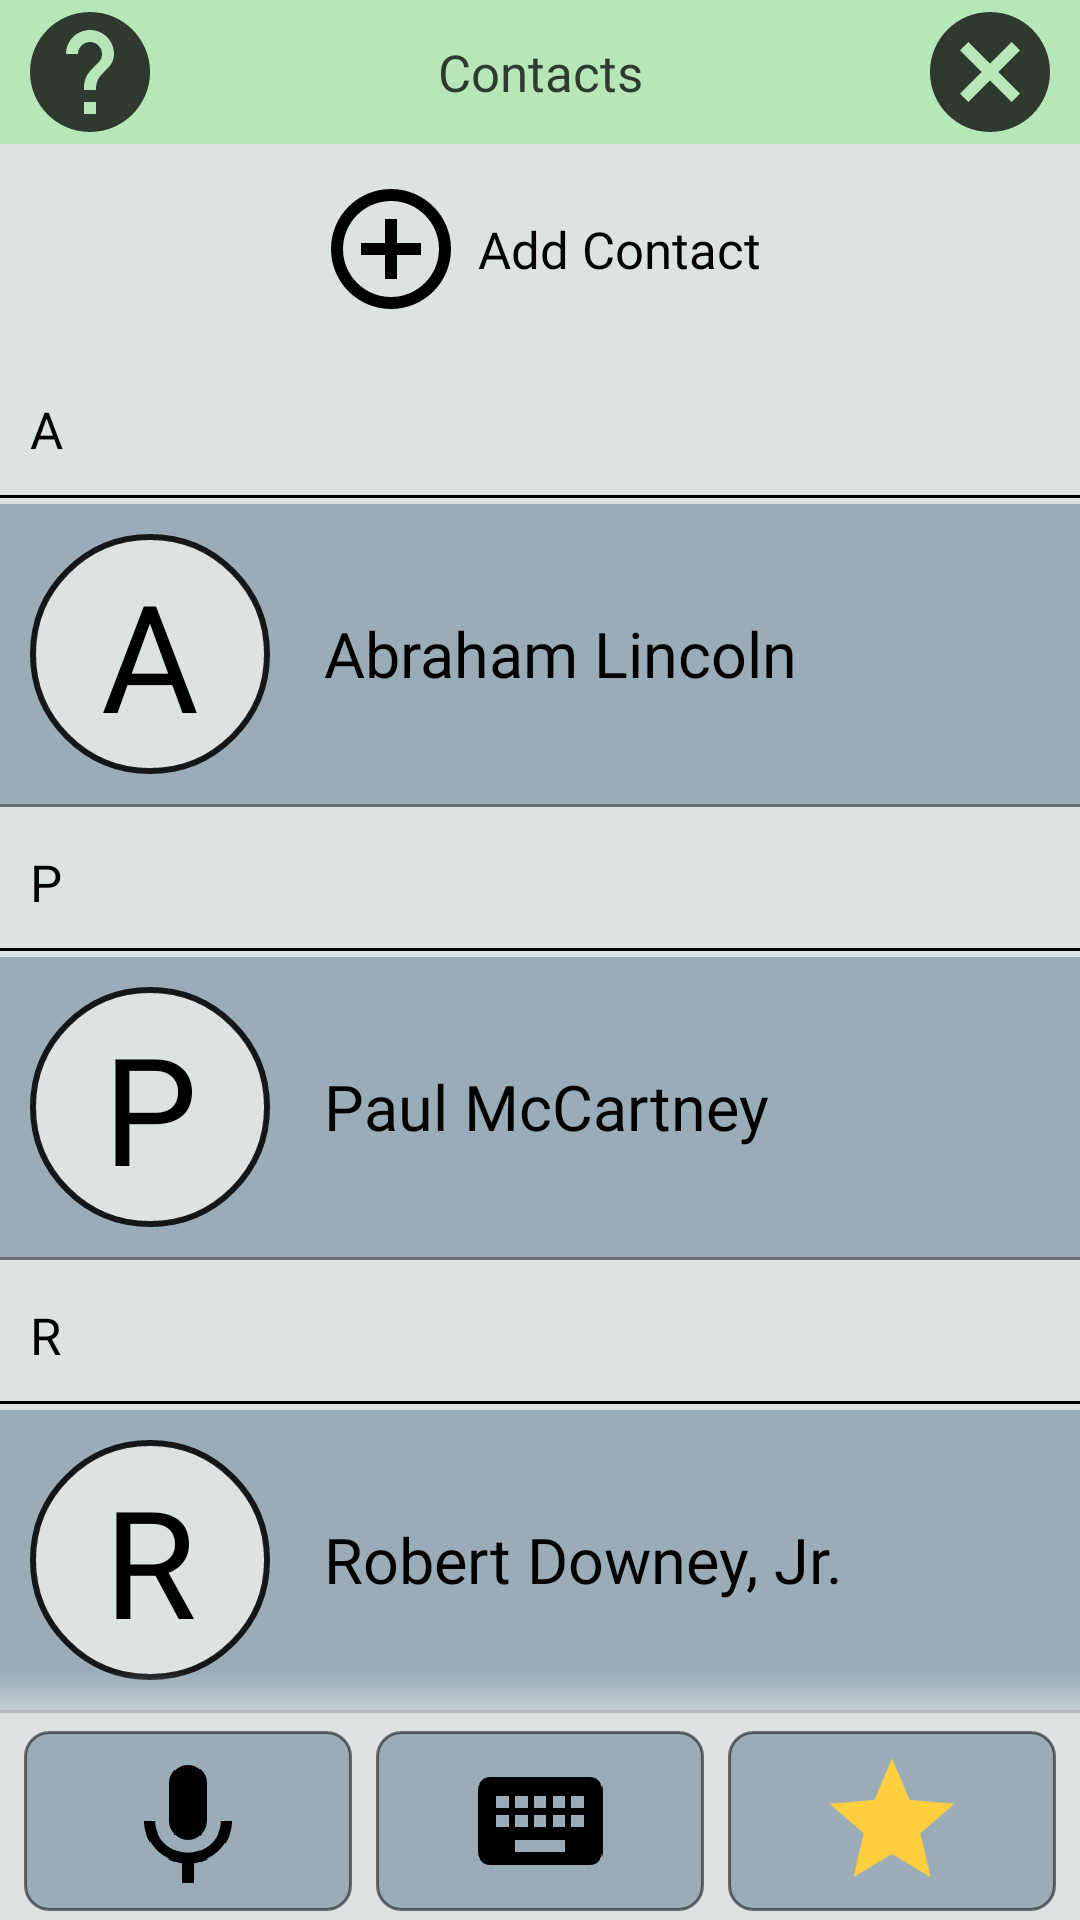 Contacts
Add Contact
A
A
Abraham Lincoln
P
P
Paul McCartney
R
R
Robert Downey, Jr.